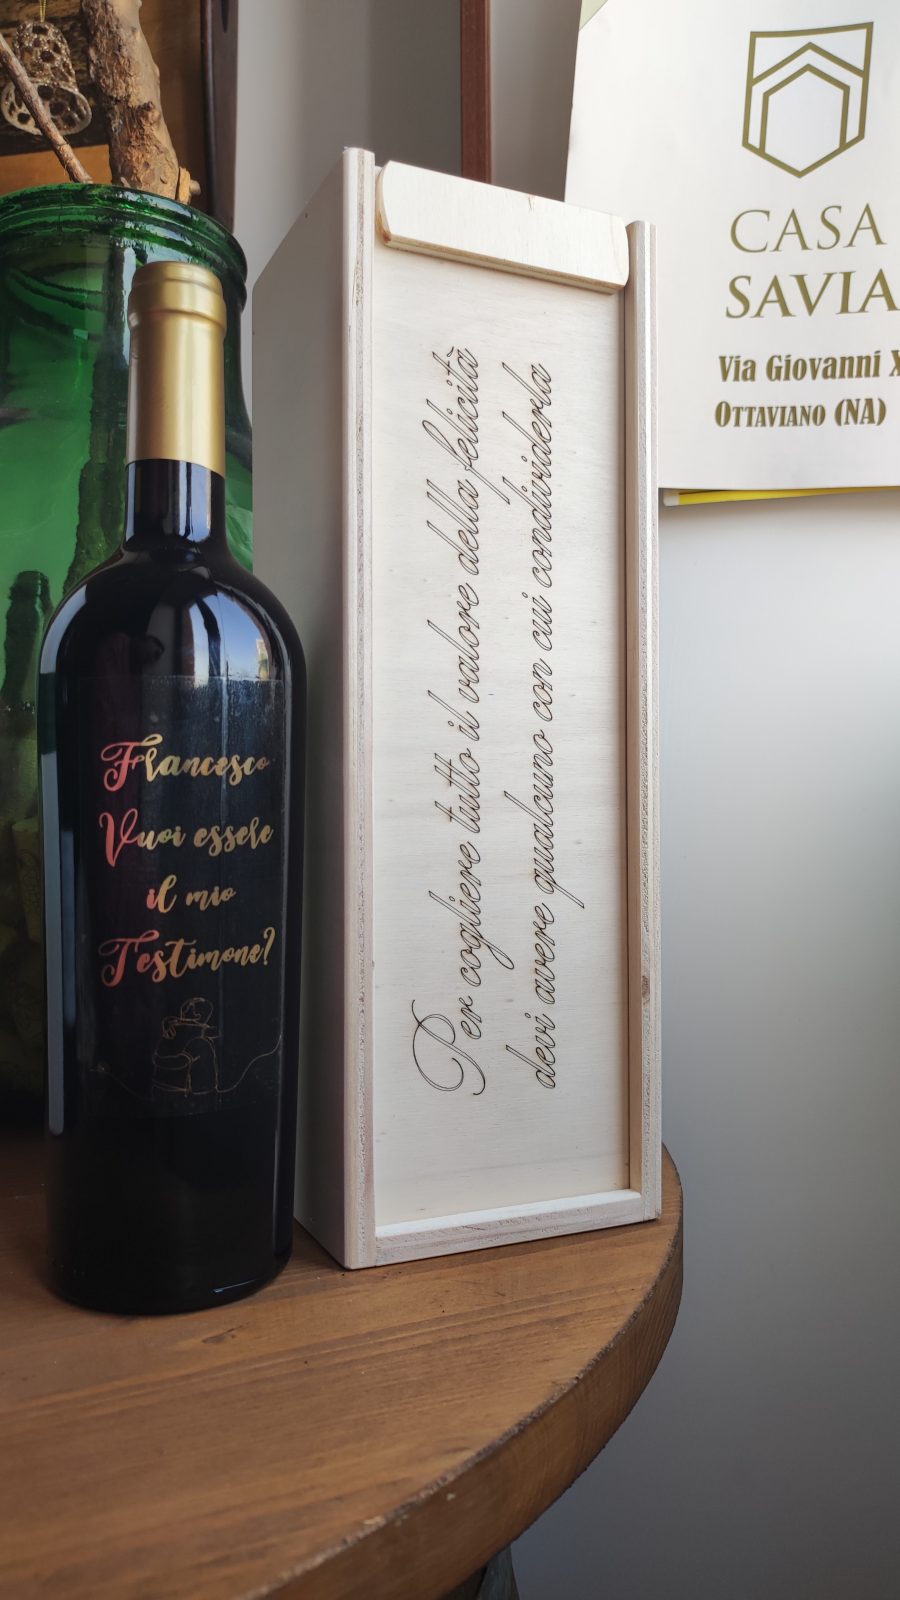 Francesco
Vuoi essere
il mio
Testimone?
Per cogliere tutto il valore della felicità
devi avere qualcuno con cui condividerla
CASA
SAVIA
Via Giovanni X
OTTAVIANO (NA)